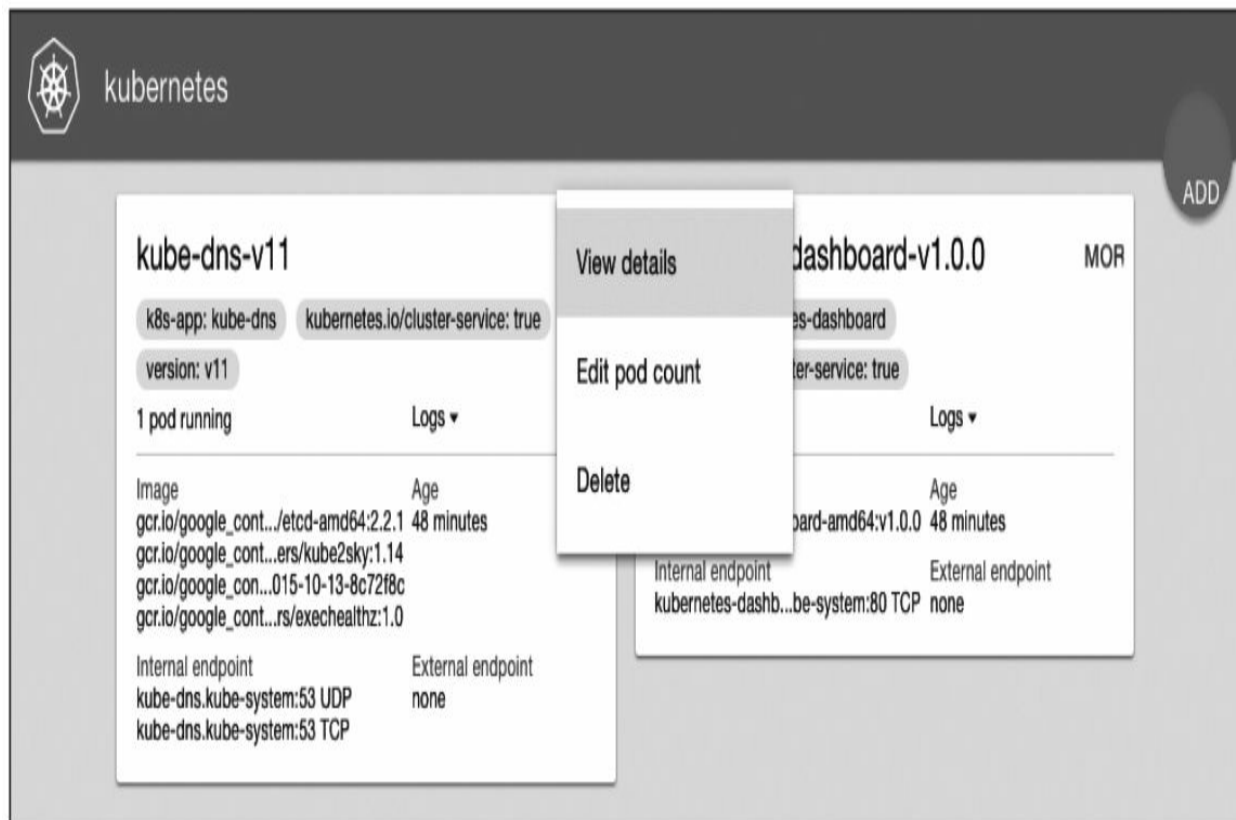 kubernetes
ADD
kube-dns-v11
k8s-app: kube-dns kubernetes.io/cluster-service: true
version: v11
1 pod running Logs
Image Age
gcr.io/google_cont.../etcd-amd64:2.2.1 48 minutes
gcr.io/google_cont...ers/kube2sky:1.14
gcr.io/google_con...015-10-13-8c72f8c
gcr.io/google_cont...rs/exechealthz:1.0
Internal endpoint External endpoint
kube-dns.kube-system:53 UDP none
kube-dns.kube-system:53 TCP
View details
Edit pod count
Delete
dashboard-v1.0.0 MOR
es-dashboard
ter-service: true
Logs
Age
oard-amd64:v1.0.0 48 minutes
Internal endpoint External endpoint
kubernetes-dashb...be-system:80 TCP none